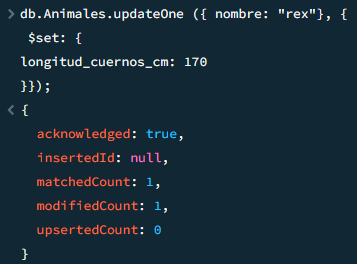 > db.Animales.updateOne ({ nombre: "rex"}, {
$set: {
longitud_cuernos_cm: 170
}});
< {
acknowledged: true,
insertedId: null,
matchedCount: 1,
modifiedCount: 1,
upsertedCount: 0
}